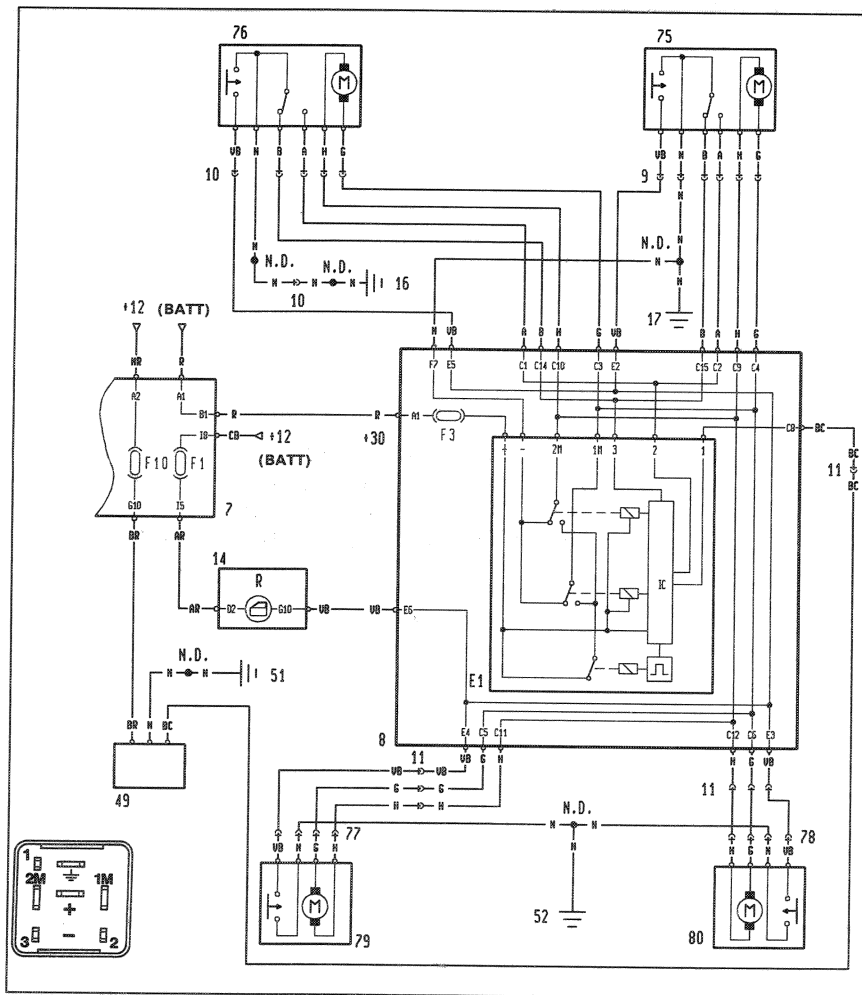 76
75
M
M
VB N B A H G
VB N B A H G
10
9
N
N
N.D.
N.D.
N.D.
N
N N N
16
10
N
17
+12 (BATT)
N VB
A B H
G VB
B A H G
HR R
F7 E5
C1 C14 C10
C3 E2
C15 C2 C9 C4
A2 A1
B1 R
R A1
+30
F3
C8 BC
I8 CB +12
(BATT)
BC
11
BC
F10 F1
+ - 2M 1M 3 2 1
G10 I5
7
BR AR
14
R
IC
AR D2 G10 VB
VB E6
N.D.
N N
51
E1
BR N BC
8
E4 C5 C11
C12 C6 E3
VB G H
H G VB
11
VB VB
G G
H H
11
49
N.D.
N N
77
78
N
VB N G H
H G N VB
1
2M 1M
+
3 - 2
M
79
52
M
80